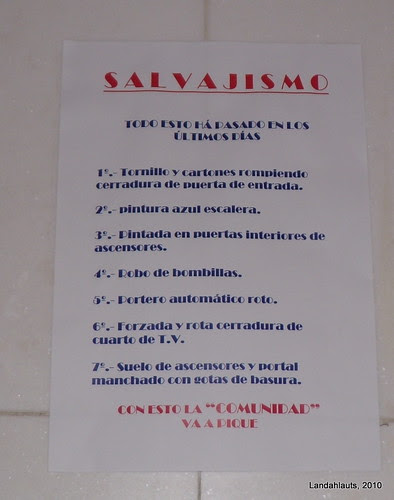 SALVAJISMO
TODO ESTO HÁ PASADO EN LOS
ÚLTIMOS DÍAS
1º.- Tornillo y cartones rompiendo
cerradura de puerta de entrada.
2º.- pintura azul escalera.
3º.- Pintada en puertas interiores de
ascensores.
4º.- Robo de bombillas.
5º.- Portero automático roto.
6º.- Forzada y rota cerradura de
cuarto de T.V.
7º.- Suelo de ascensores y portal
manchado con gotas de basura.
CON ESTO LA "COMUNIDAD"
VA A PIQUE
Landahlauts, 2010